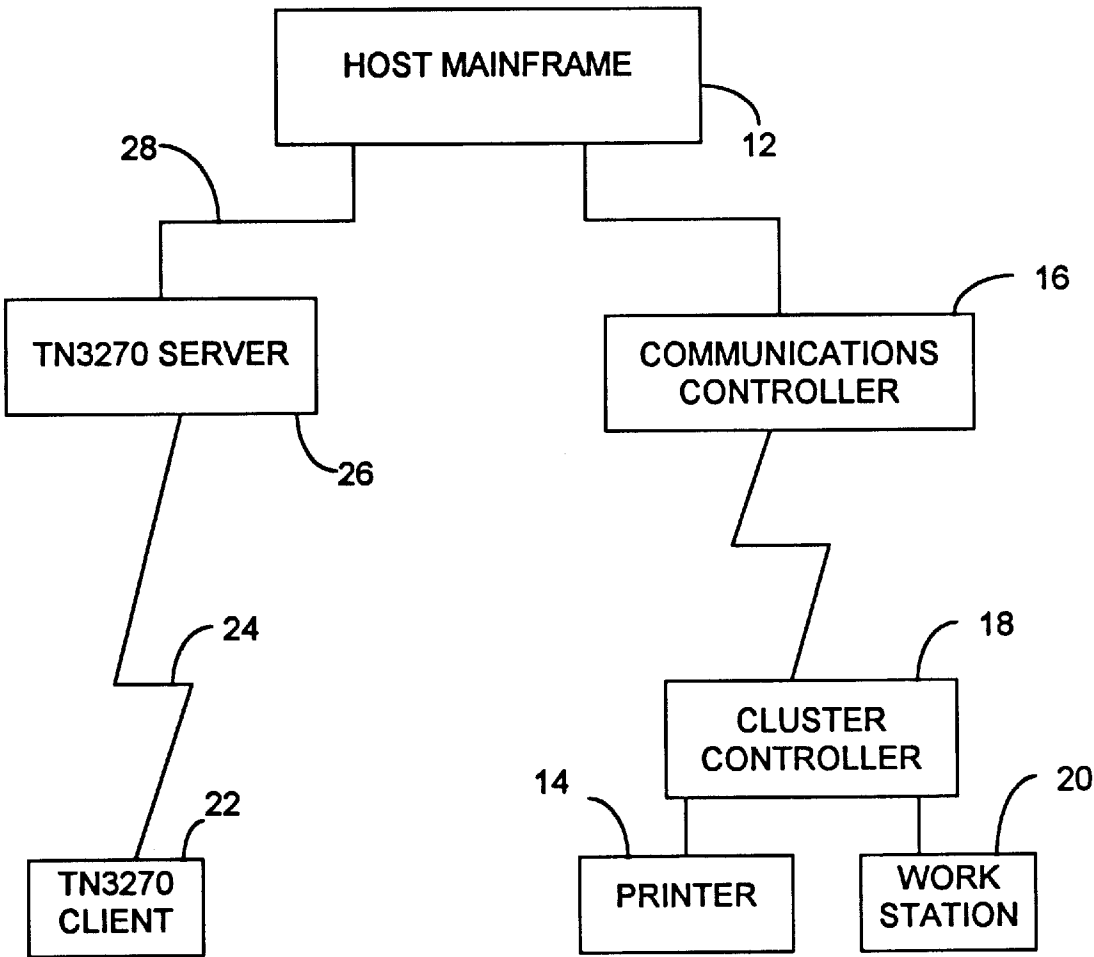 HOST MAINFRAME
12
28
16
TN3270 SERVER
COMMUNICATIONS
CONTROLLER
26
24
18
CLUSTER
CONTROLLER
14
20
22
TN3270
CLIENT
PRINTER
WORK
STATION